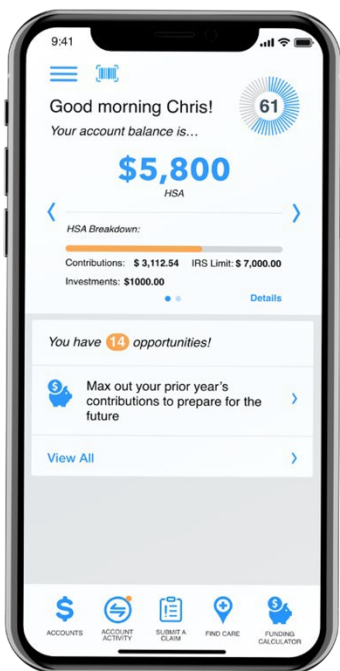 9:41
Good morning Chris!
61
Your account balance is...
$5,800
HSA
HSA Breakdown:
Contributions: $ 3,112.54 IRS Limit: $ 7,000.00
Investments: $1000.00
Details
You have 14 opportunities!
Max out your prior year's
contributions to prepare for the
future
View All
ACCOUNTS
ACCOUNT
ACTIVITY
SUBMIT A
CLAIM
FIND CARE
FUNDING
CALCULATOR